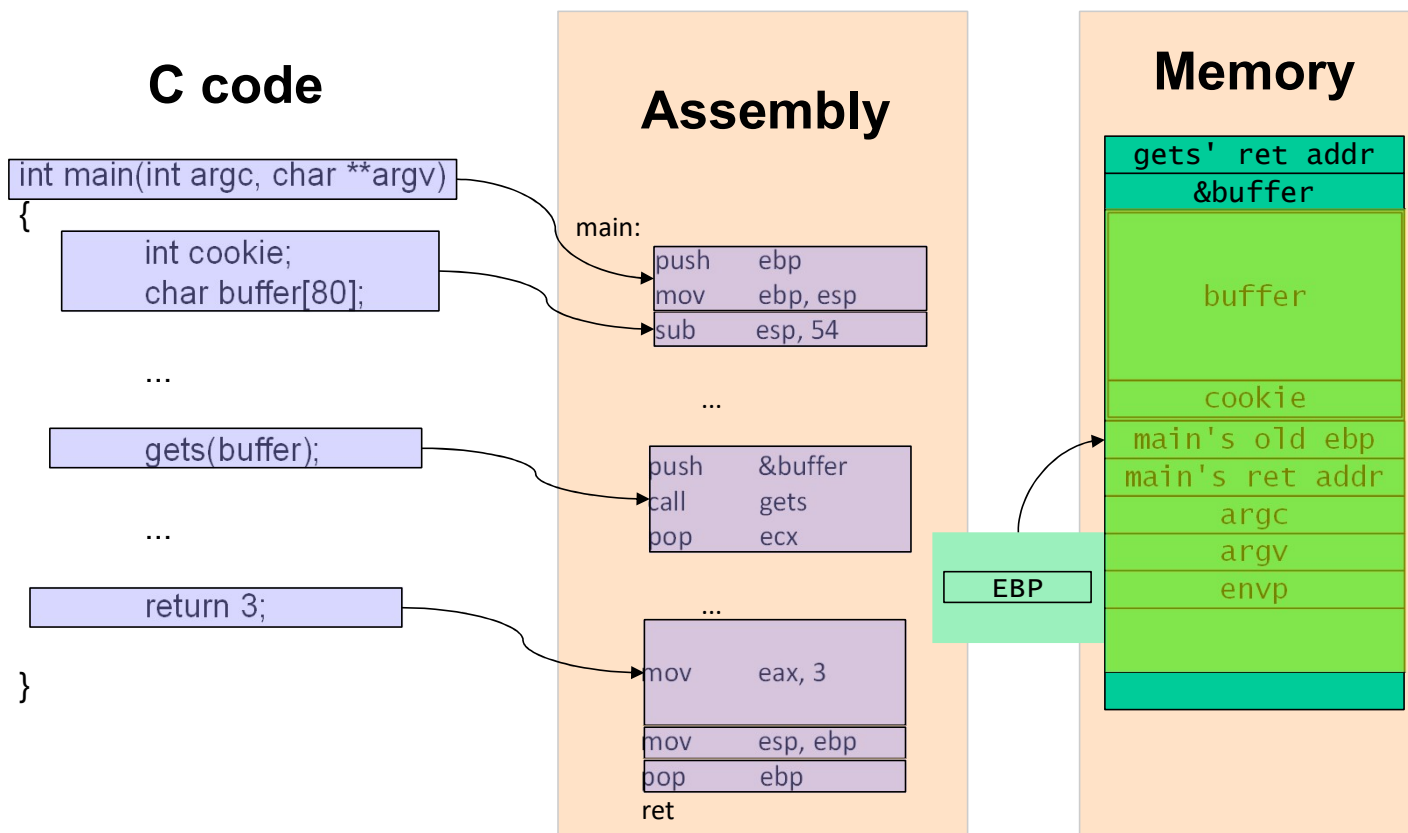 C code
int main(int argc, char **argv)
{
int cookie;
char buffer[80];
...
gets(buffer);
...
return 3;
}
Assembly
main:
push ebp
mov ebp, esp
sub esp, 54
...
push &buffer
call gets
pop ecx
...
mov eax, 3
mov esp, ebp
pop ebp
ret
Memory
gets' ret addr
&buffer
buffer
cookie
main's old ebp
main's ret addr
argc
argv
envp
EBP